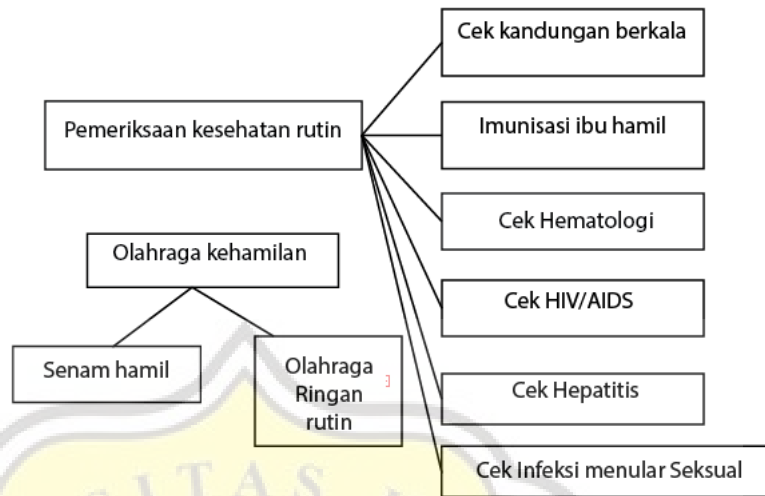 Cek kandungan berkala
Pemeriksaan kesehatan rutin
Imunisasi ibu hamil
Cek Hematologi
Cek HIV/AIDS
Cek Hepatitis
Cek Infeksi menular Seksual
Olahraga kehamilan
Senam hamil
Olahraga
Ringan
rutin
SITAS